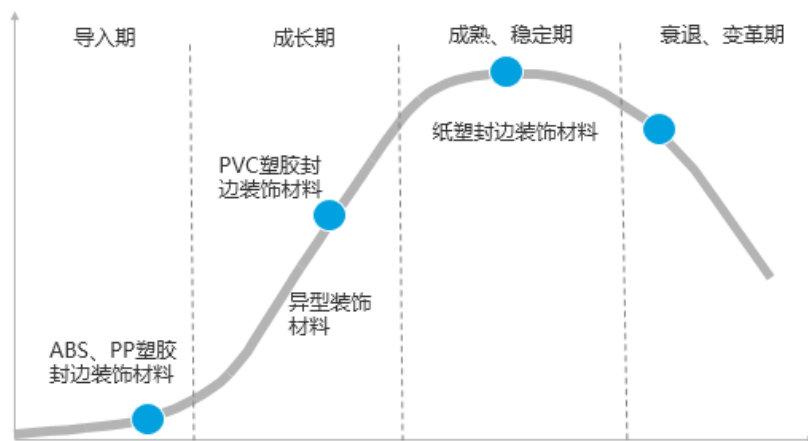 导入期
成长期
成熟、稳定期
衰退、变革期
纸塑封边装饰材料
PVC塑胶封
边装饰材料
异型装饰
材料
ABS、PP塑胶
封边装饰材料